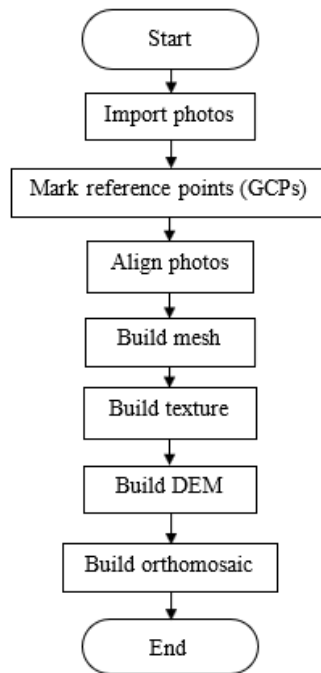 Start
Import photos
Mark reference points (GCPs)
Align photos
Build mesh
Build texture
Build DEM
Build orthomosaic
End